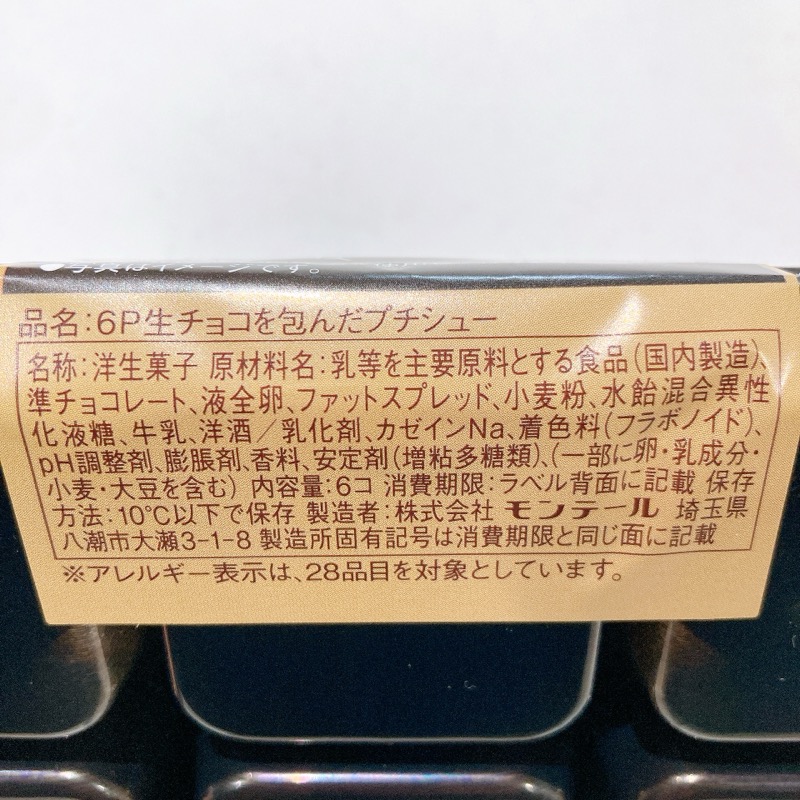 ●写真はイメージです。
品名：6P生チョコを包んだプチシュー
名称：洋生菓子 原材料名：乳等を主要原料とする食品（国内製造）、
準チョコレート、液全卵、ファットスプレッド、小麦粉、水飴混合異性
化液糖、牛乳、洋酒／乳化剤、カゼインNa、着色料（フラボノイド）、
pH調整剤、膨脹剤、香料、安定剤（増粘多糖類）、（一部に卵・乳成分・
小麦・大豆を含む） 内容量：6コ 消費期限：ラベル背面に記載 保存
方法：10℃以下で保存 製造者：株式会社 モンテール 埼玉県
八潮市大瀬3-1-8 製造所固有記号は消費期限と同じ面に記載
※アレルギー表示は、28品目を対象としています。